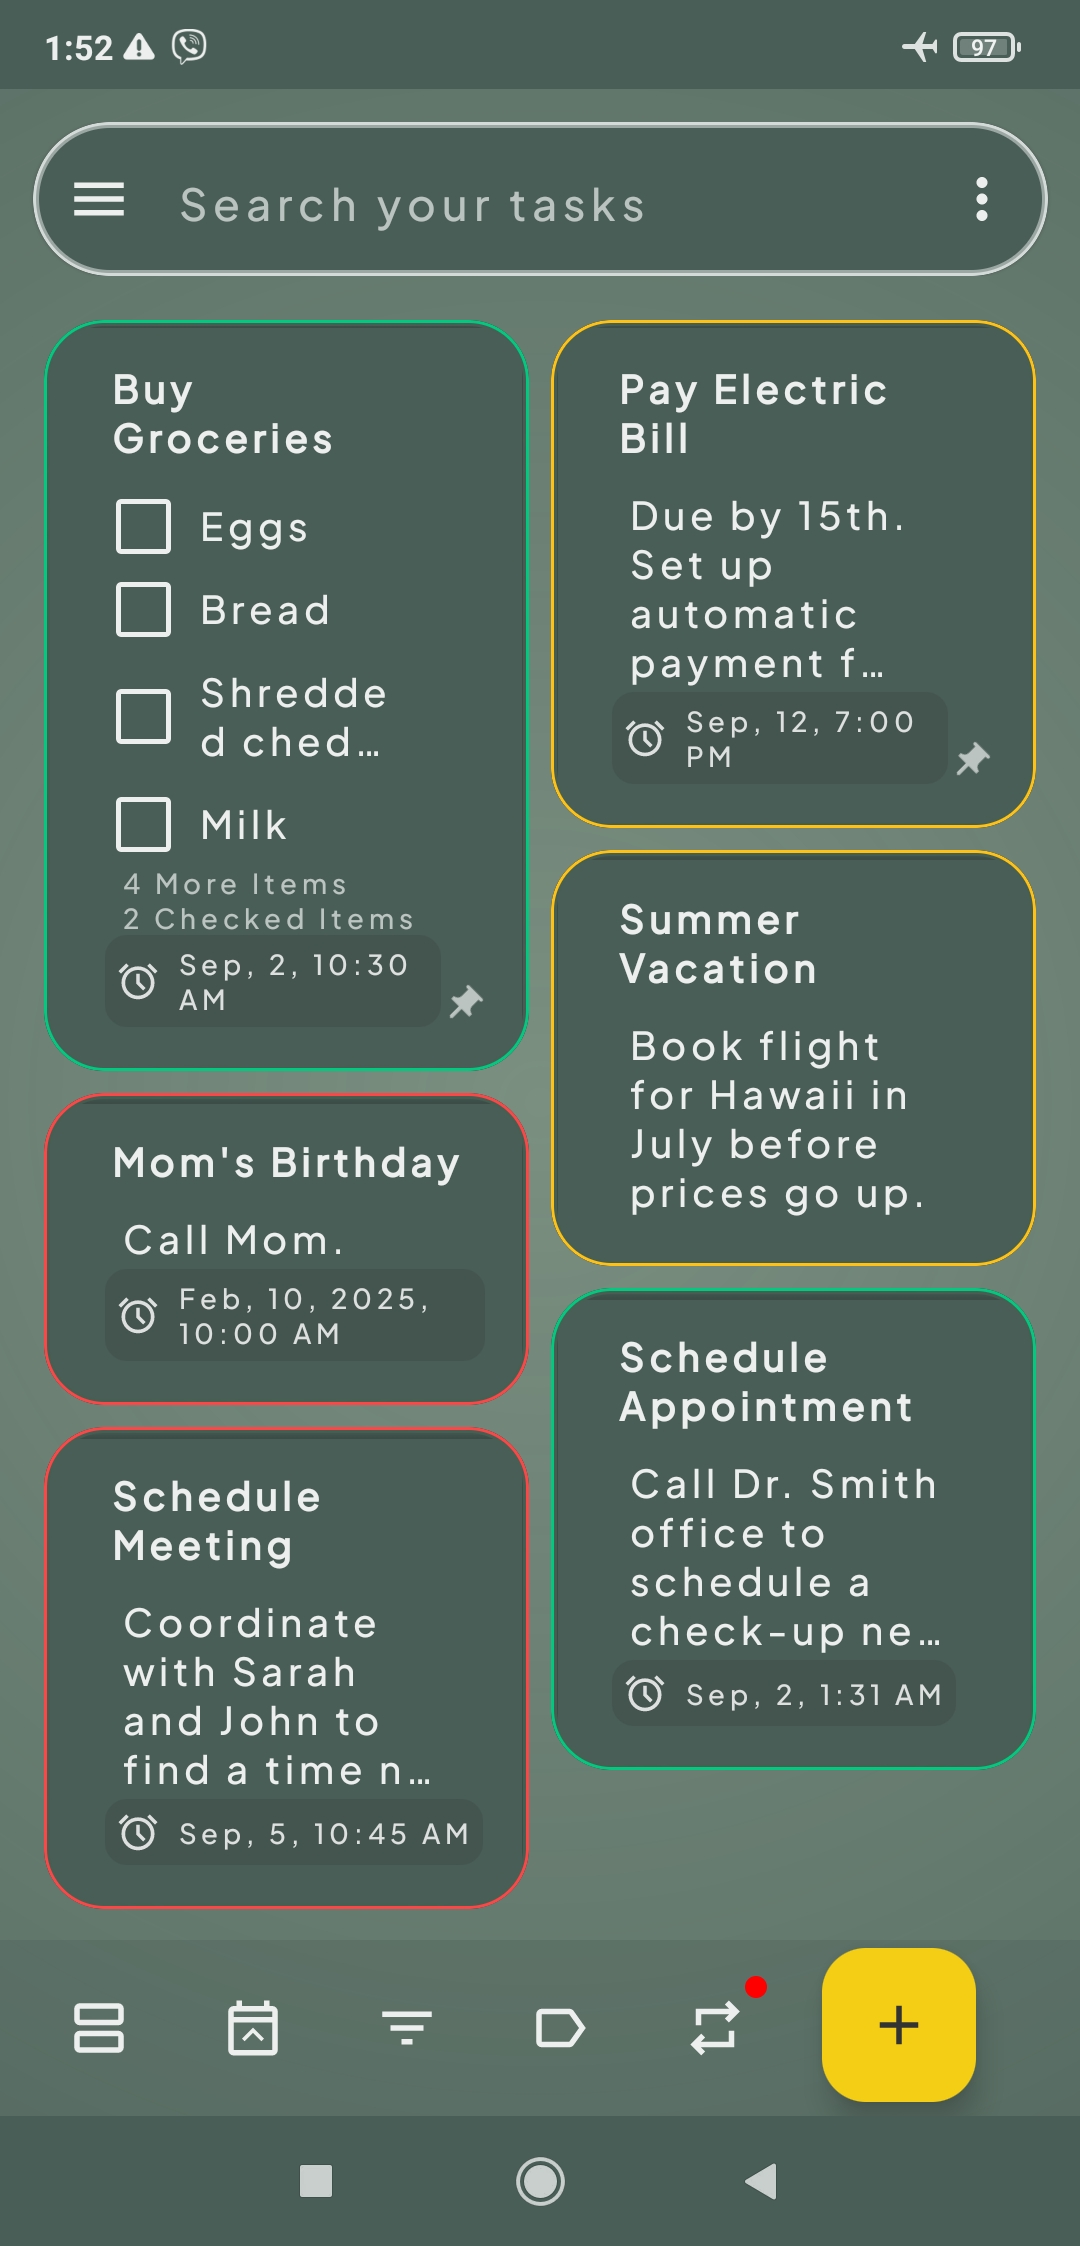 1:52
97
Search your tasks
Buy
Groceries
Eggs
Bread
Shredde
d ched…
Milk
4 More Items
2 Checked Items
Sep, 2, 10:30
AM
Mom's Birthday
Call Mom.
Feb, 10, 2025,
10:00 AM
Schedule
Meeting
Coordinate
with Sarah
and John to
find a time n…
Sep, 5, 10:45 AM
Pay Electric
Bill
Due by 15th.
Set up
automatic
payment f…
Sep, 12, 7:00
PM
Summer
Vacation
Book flight
for Hawaii in
July before
prices go up.
Schedule
Appointment
Call Dr. Smith
office to
schedule a
check-up ne…
Sep, 2, 1:31 AM